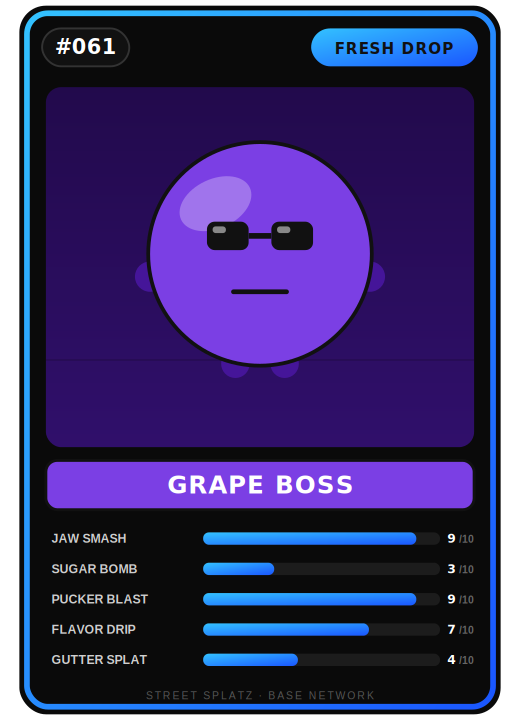 #061 FRESH DROP
GRAPE BOSS
JAW SMASH 9 /10
SUGAR BOMB 3 /10
PUCKER BLAST 9 /10
FLAVOR DRIP 7 /10
GUTTER SPLAT 4 /10
STREET SPLATZ · BASE NETWORK